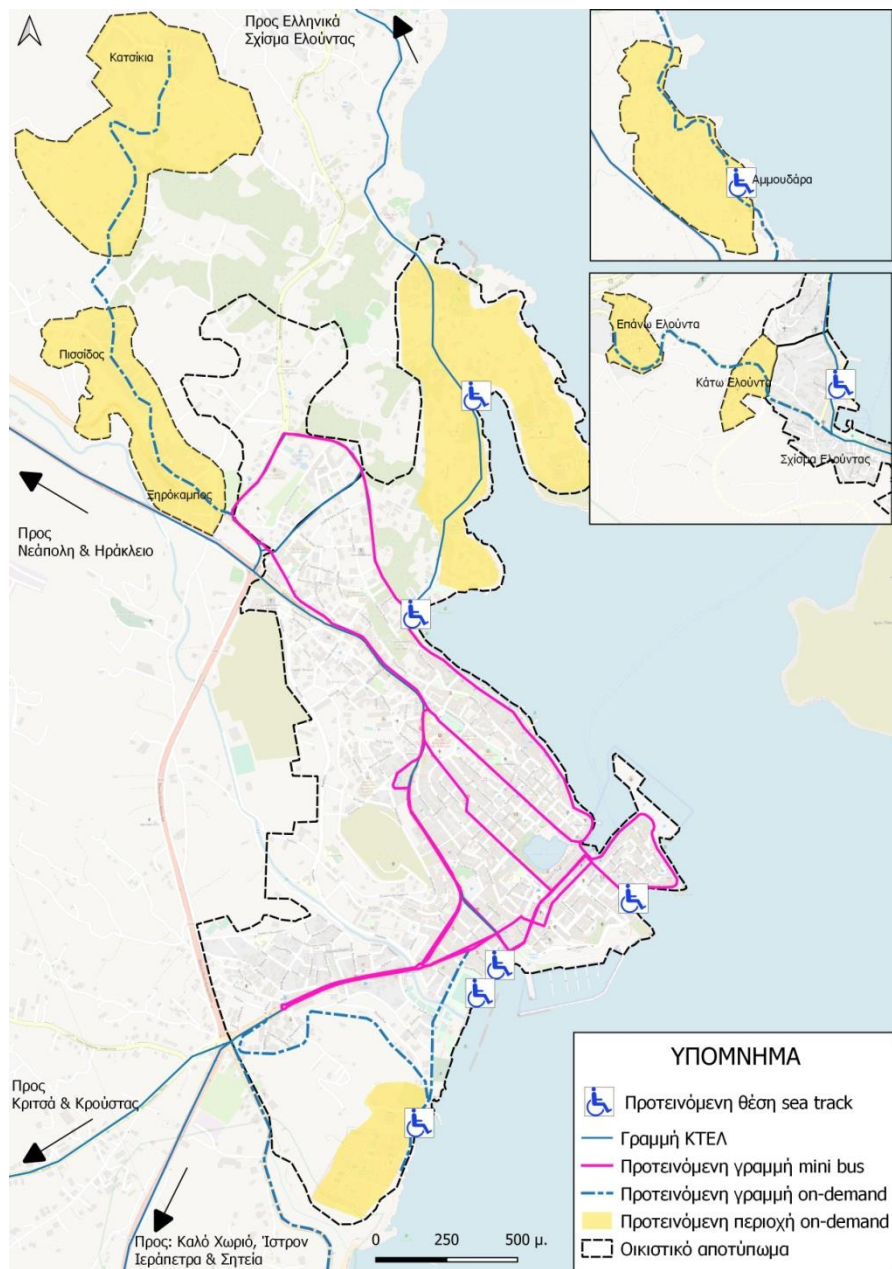 Προς Ελληνικά
Σχίσμα Ελούντας
Κατσίκια
Αμμουδάρα
Επάνω Ελούντα
Κάτω Ελούντα
Σχίσμα Ελούντας
Πισσίδος
Ξηρόκαμπος
Προς
Νεάπολη & Ηράκλειο
Προς
Κριτσά & Κρούστας
Προς: Καλό Χωριό, Ίστρον
Ιεράπετρα & Σητεία
0 250 500 μ.
ΥΠΟΜΝΗΜΑ
Προτεινόμενη θέση sea track
Γραμμή ΚΤΕΛ
Προτεινόμενη γραμμή mini bus
Προτεινόμενη γραμμή on-demand
Προτεινόμενη περιοχή on-demand
Οικιστικό αποτύπωμα